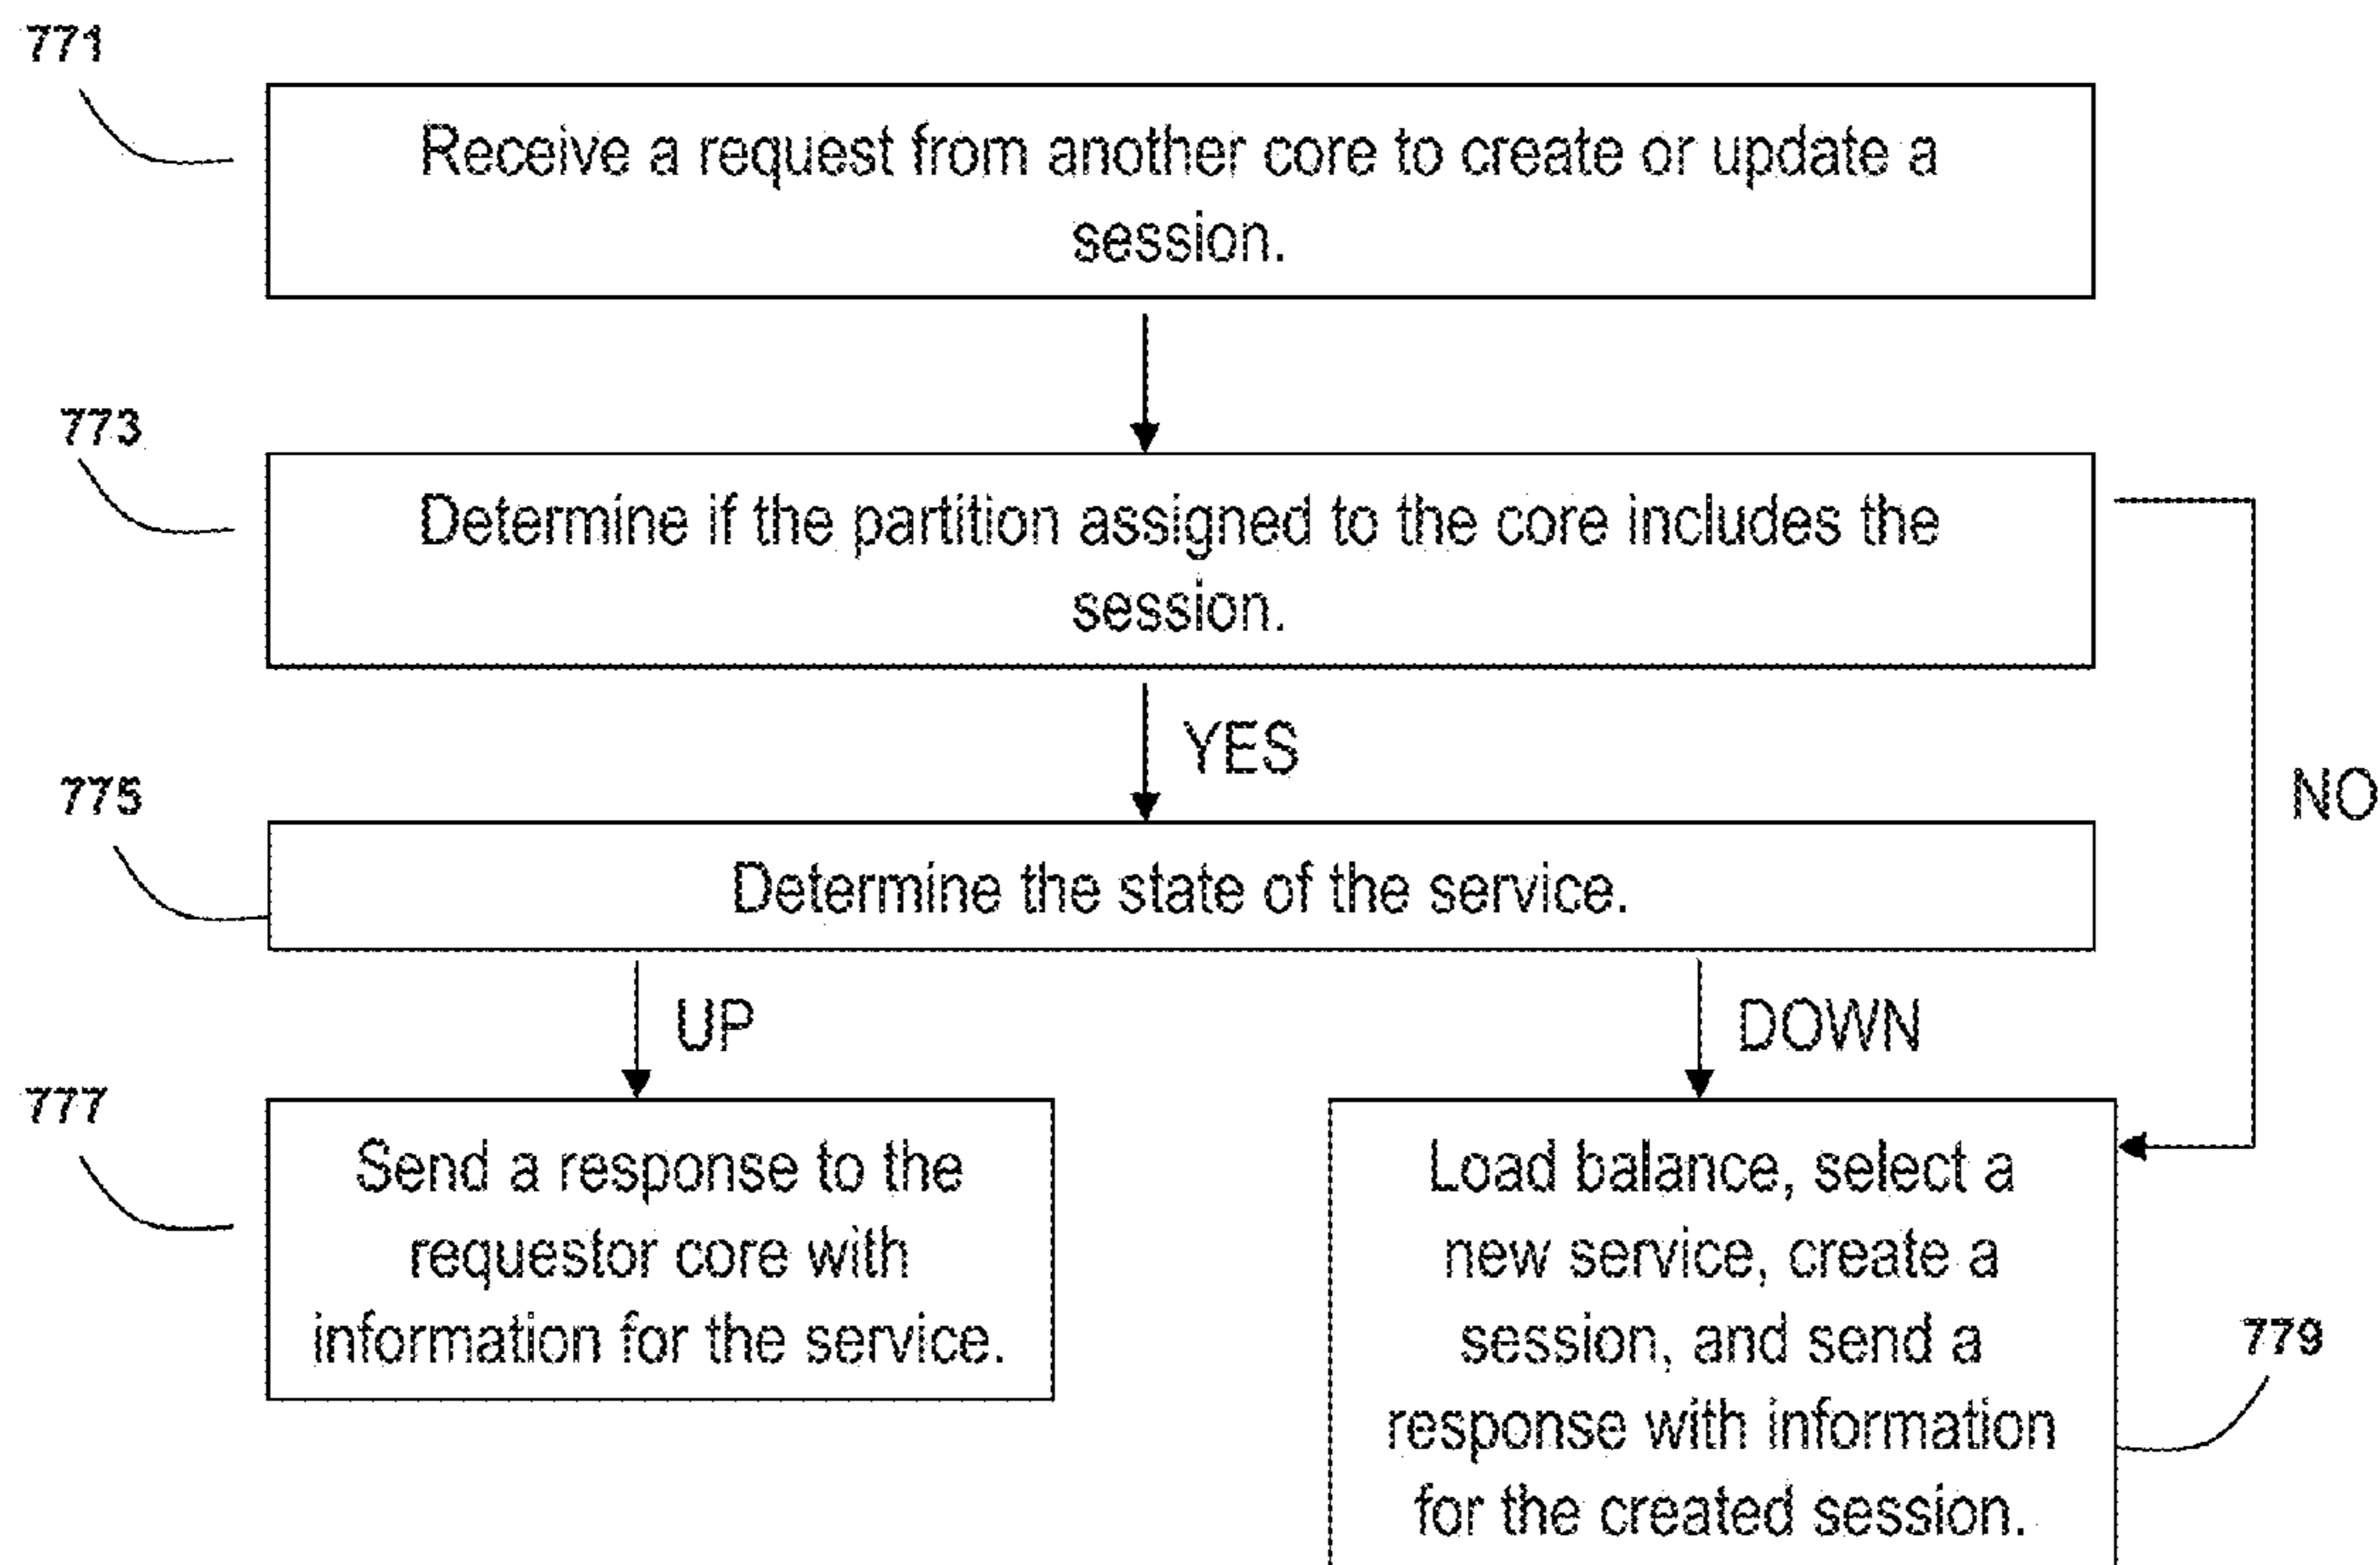 771
Receive a request from another core to create or update a
session.
773
Determine if the partition assigned to the core includes the
session.
YES
NO
775
Determine the state of the service.
UP
DOWN
777
Send a response to the
requestor core with
information for the service.
Load balance, select a
new service, create a
session, and send a
response with information
for the created session.
779